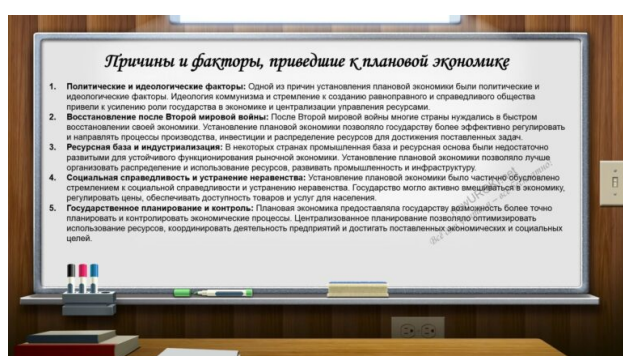 Причины и факторы, приведшие к плановой экономике
1. Политические и идеологические факторы: Одной из причин установления плановой экономики были политические и
идеологические факторы. Идеология коммунизма и стремление к созданию равноправного и справедливого общества
привели к усилению роли государства в экономике и централизации управления ресурсами.
2. Восстановление после Второй мировой войны: После Второй мировой войны многие страны нуждались в быстром
восстановлении своей экономики. Установление плановой экономики позволяло государству более эффективно регулировать
и направлять процессы производства, инвестиции и распределение ресурсов для достижения поставленных задач.
3. Ресурсная база и индустриализация: В некоторых странах промышленная база и ресурсная основа были недостаточно
развитыми для устойчивого функционирования рыночной экономики. Установление плановой экономики позволяло лучше
организовать распределение и использование ресурсов, развивать промышленность и инфраструктуру.
4. Социальная справедливость и устранение неравенства: Установление плановой экономики было частично обусловлено
стремлением к социальной справедливости и устранению неравенства. Государство могло активно вмешиваться в экономику,
регулировать цены, обеспечивать доступность товаров и услуг для населения.
5. Государственное планирование и контроль: Плановая экономика предоставляла государству возможность более точно
планировать и контролировать экономические процессы. Централизованное планирование позволяло оптимизировать
использование ресурсов, координировать деятельность предприятий и достигать поставленных экономических и социальных
целей.